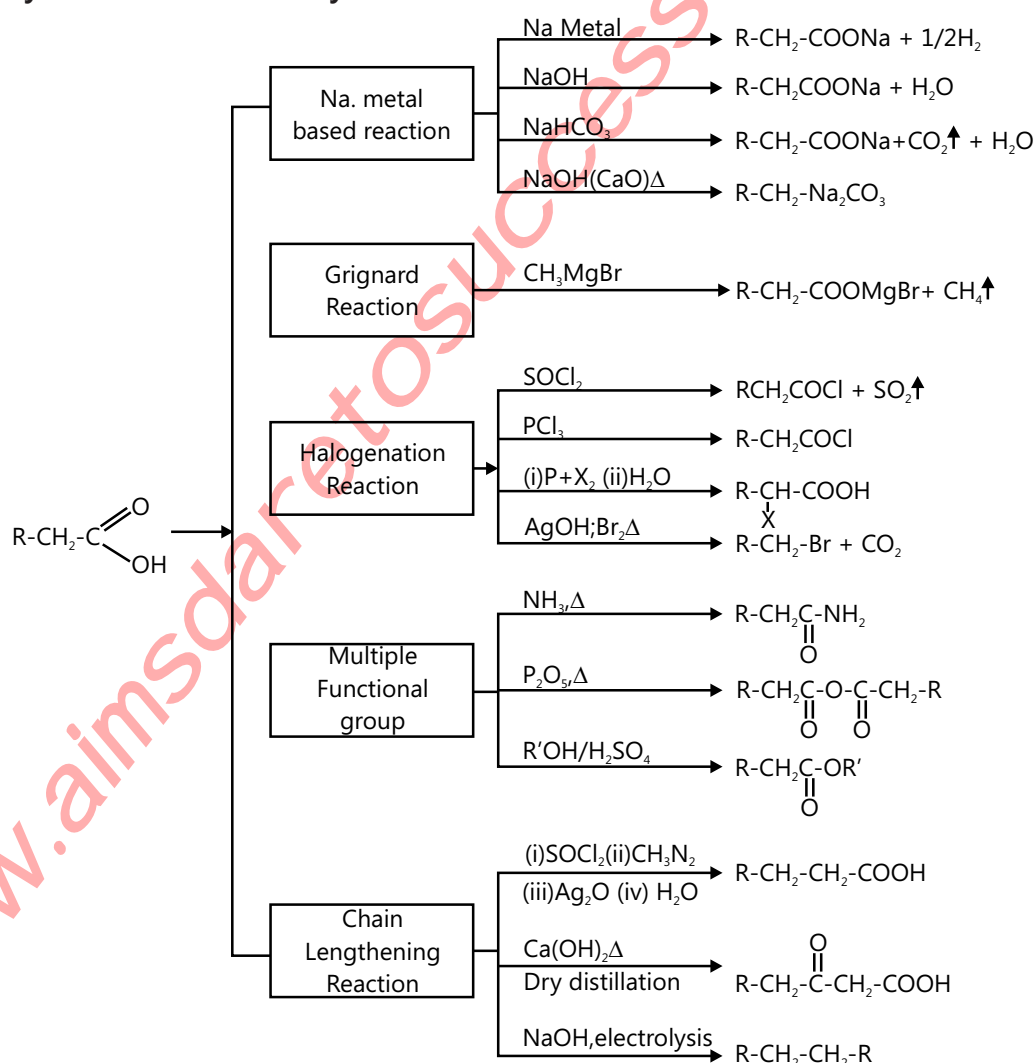 Na Metal
R-CH₂-COONa + 1/2H₂
Na. metal
based reaction
NaOH
R-CH₂COONa + H₂O
NaHCO₃
R-CH₂-COONa+CO₂↑ + H₂O
NaOH(CaO)Δ
R-CH₂-Na₂CO₃
Grignard
Reaction
CH₃MgBr
R-CH₂-COOMgBr+ CH₄↑
SOCl₂
RCH₂COCl + SO₂↑
Halogenation
Reaction
PCl₃
R-CH₂COCl
(i)P+X₂ (ii)H₂O
R-CH-COOH
X
AgOH;Br₂Δ
R-CH₂-Br + CO₂
O
R-CH₂-C
OH
NH₃,Δ
R-CH₂C-NH₂
O
Multiple
Functional
group
P₂O₅,Δ
R-CH₂C-O-C-CH₂-R
O O
R'OH/H₂SO₄
R-CH₂C-OR'
O
(i)SOCl₂(ii)CH₃N₂
(iii)Ag₂O (iv) H₂O
R-CH₂-CH₂-COOH
Chain
Lengthening
Reaction
Ca(OH)₂Δ
Dry distillation
O
R-CH₂-C-CH₂-COOH
NaOH,electrolysis
R-CH₂-CH₂-R
w.aimsdaretosuccess